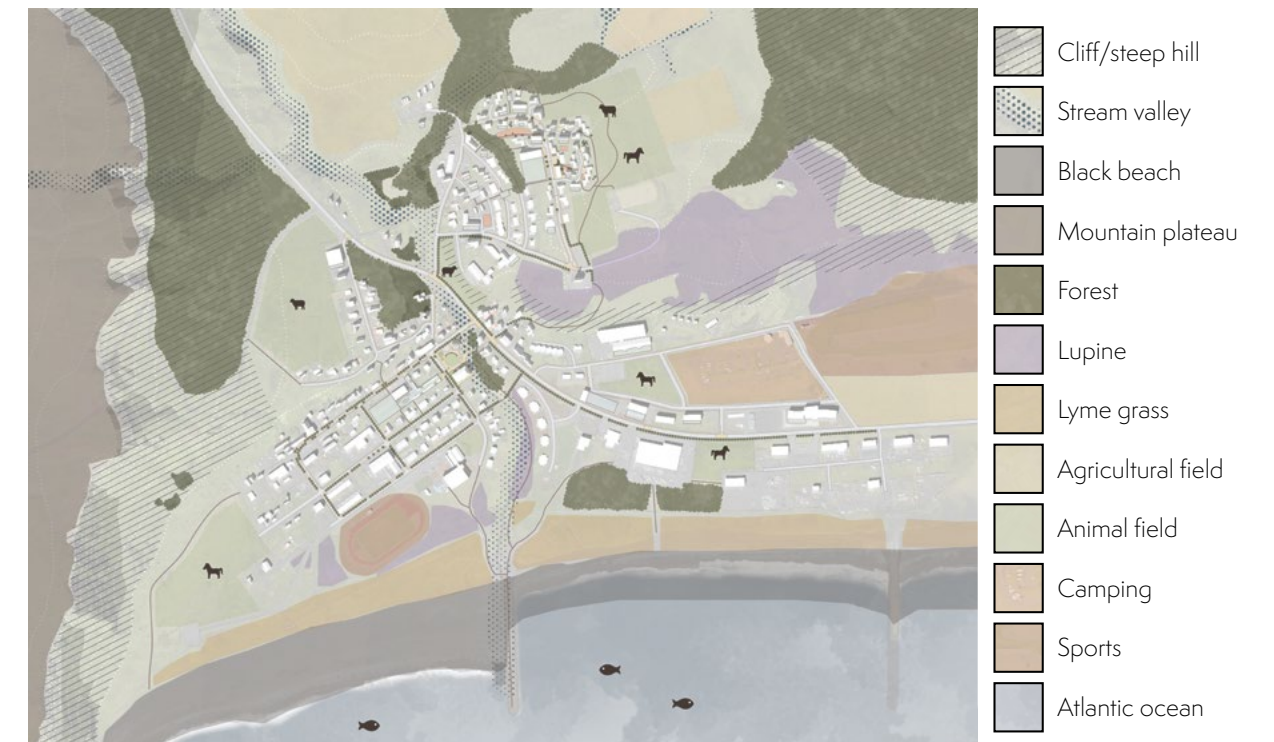 Cliff/steep hill
Stream valley
Black beach
Mountain plateau
Forest
Lupine
Lyme grass
Agricultural field
Animal field
Camping
Sports
Atlantic ocean